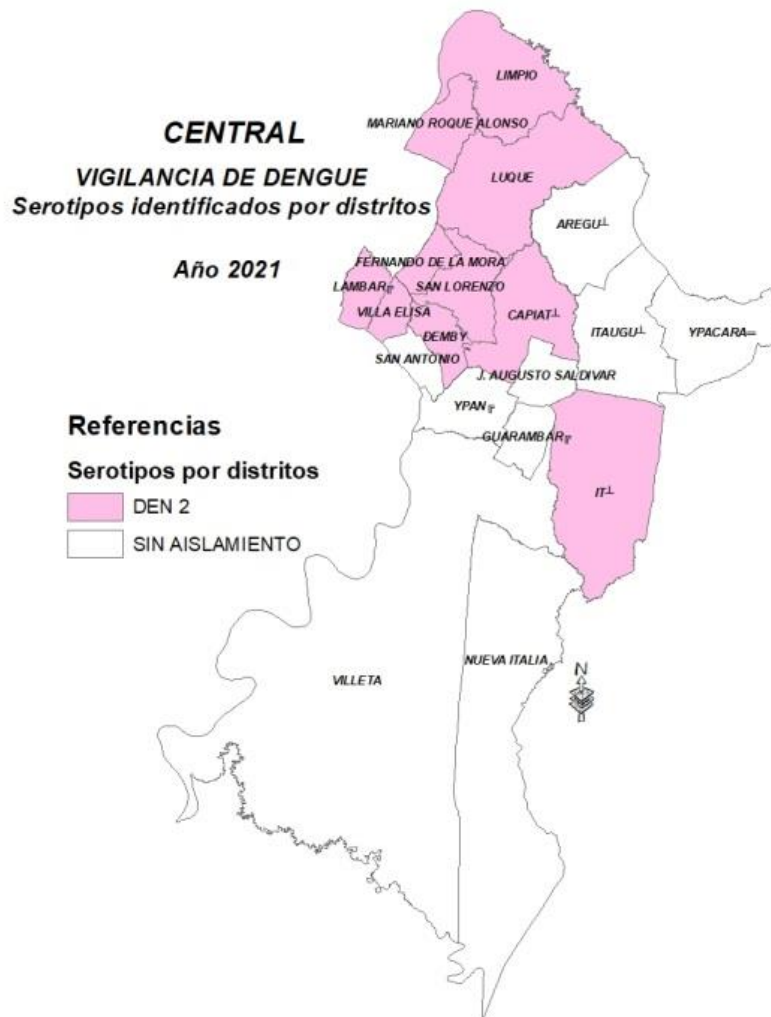 LIMPIO
MARIANO ROQUE ALONSO
CENTRAL
VIGILANCIA DE DENGUE
LUQUE
Serotipos identificados por distritos
AREGU┴
Año 2021
FERNANDO DE LA MORA
LAMBAR╔
SAN LORENZO
VILLA ELISA
CAPIAT┴
ITAUGU┴
YPACARA═
ĐEMBY
SAN ANTONIO
J. AUGUSTO SALDIVAR
YPAN╔
Referencias
GUARAMBAR╔
Serotipos por distritos
IT┴
DEN 2
SIN AISLAMIENTO
NUEVA ITALIA
N
VILLETA